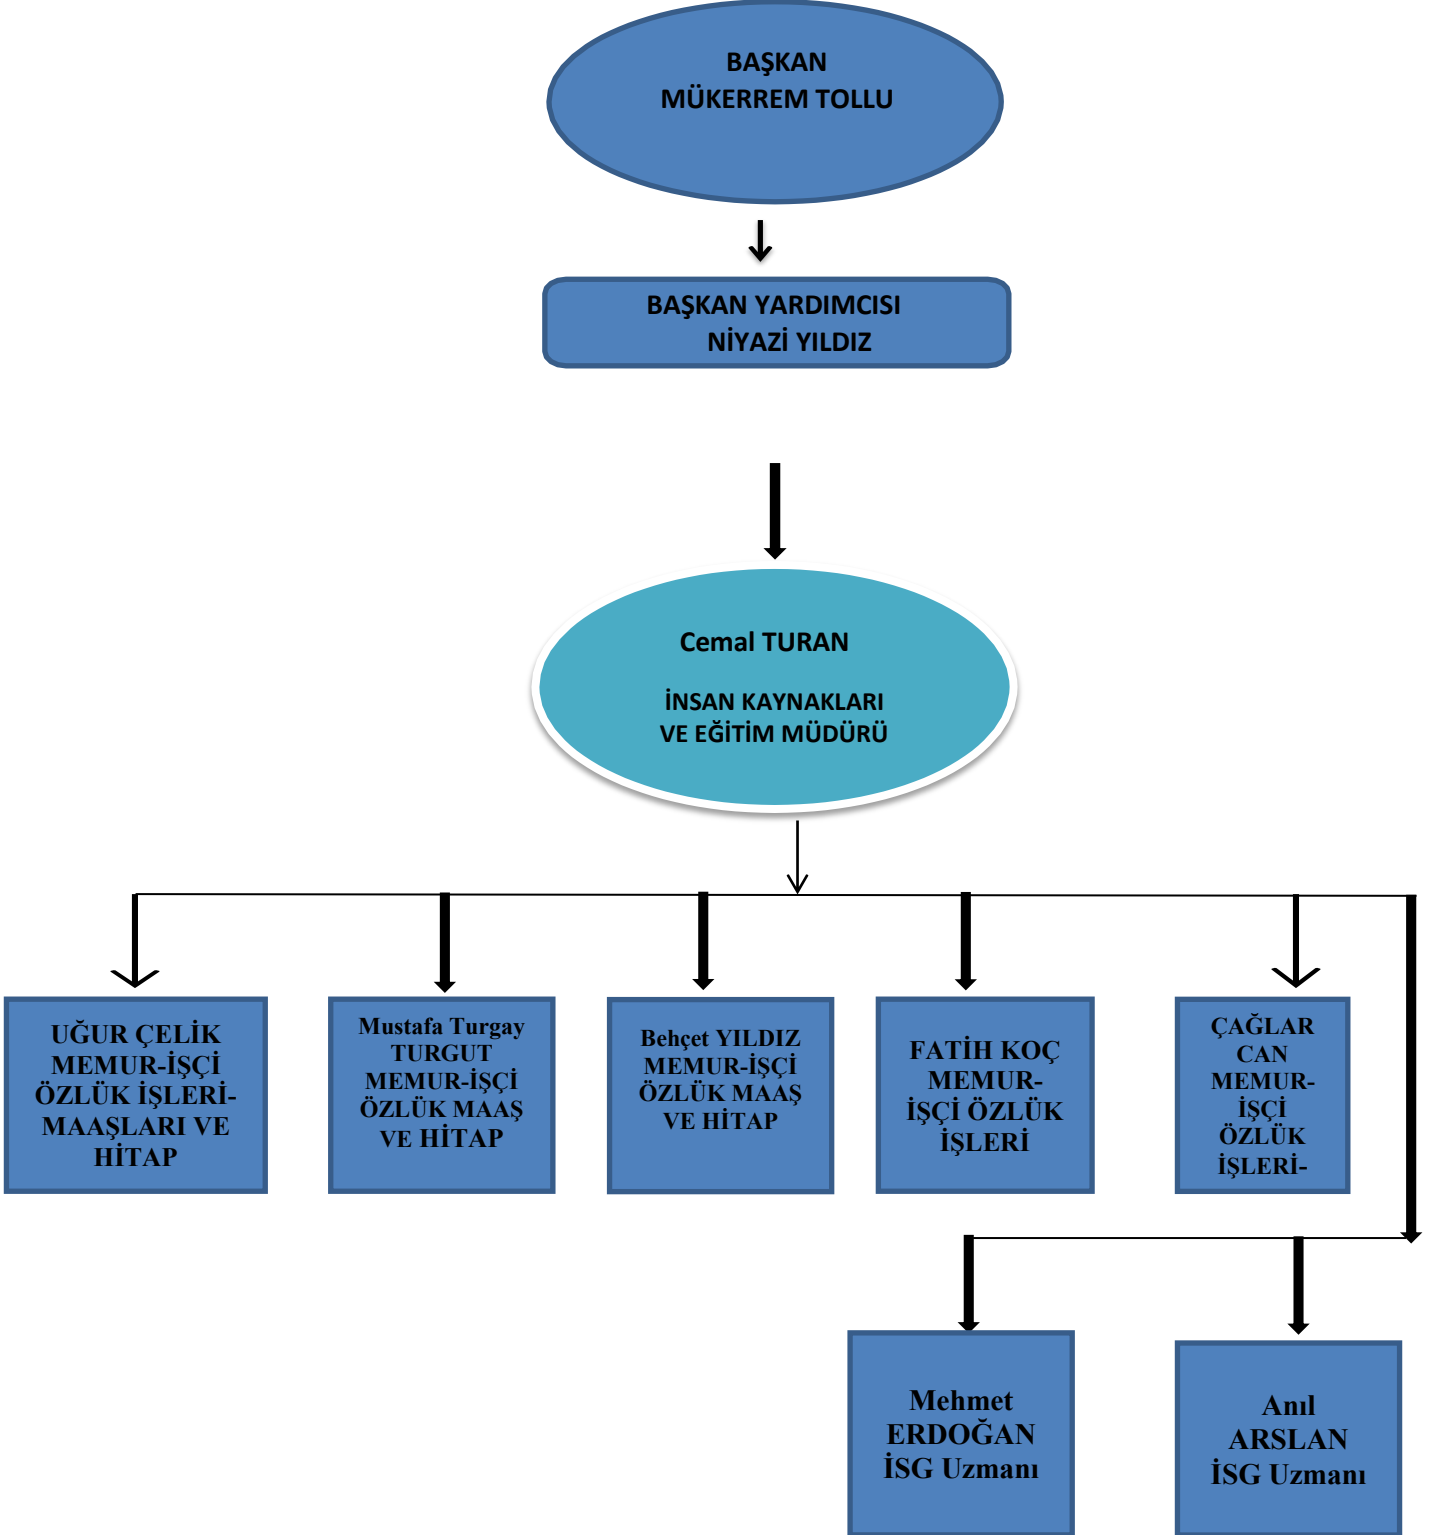 BAŞKAN
MÜKERREM TOLLU
BAŞKAN YARDIMCISI
NİYAZİ YILDIZ
Cemal TURAN
İNSAN KAYNAKLARI
VE EĞİTİM MÜDÜRÜ
UĞUR ÇELİK
MEMUR-İŞÇİ
ÖZLÜK İŞLERİ-
MAAŞLARI VE
HİTAP
Mustafa Turgay
TURGUT
MEMUR-İŞÇİ
ÖZLÜK MAAŞ
VE HİTAP
Behçet YILDIZ
MEMUR-İŞÇİ
ÖZLÜK MAAŞ
VE HİTAP
FATİH KOÇ
MEMUR-
İŞÇİ ÖZLÜK
İŞLERİ
ÇAĞLAR
CAN
MEMUR-
İŞÇİ
ÖZLÜK
İŞLERİ-
Mehmet
ERDOĞAN
İSG Uzmanı
Anıl
ARSLAN
İSG Uzmanı